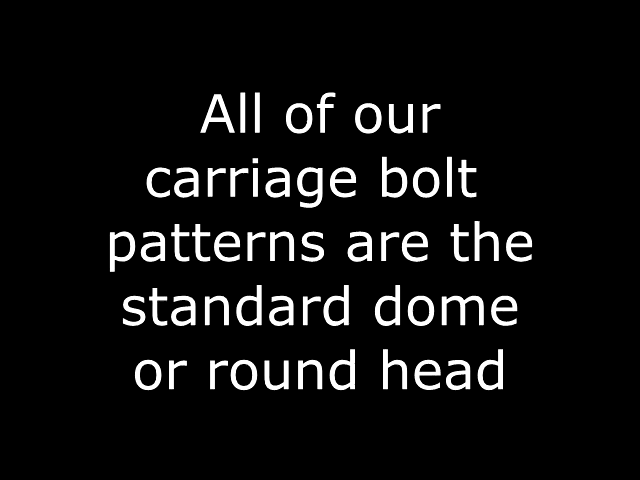 All of our
carriage bolt
patterns are the
standard dome
or round head